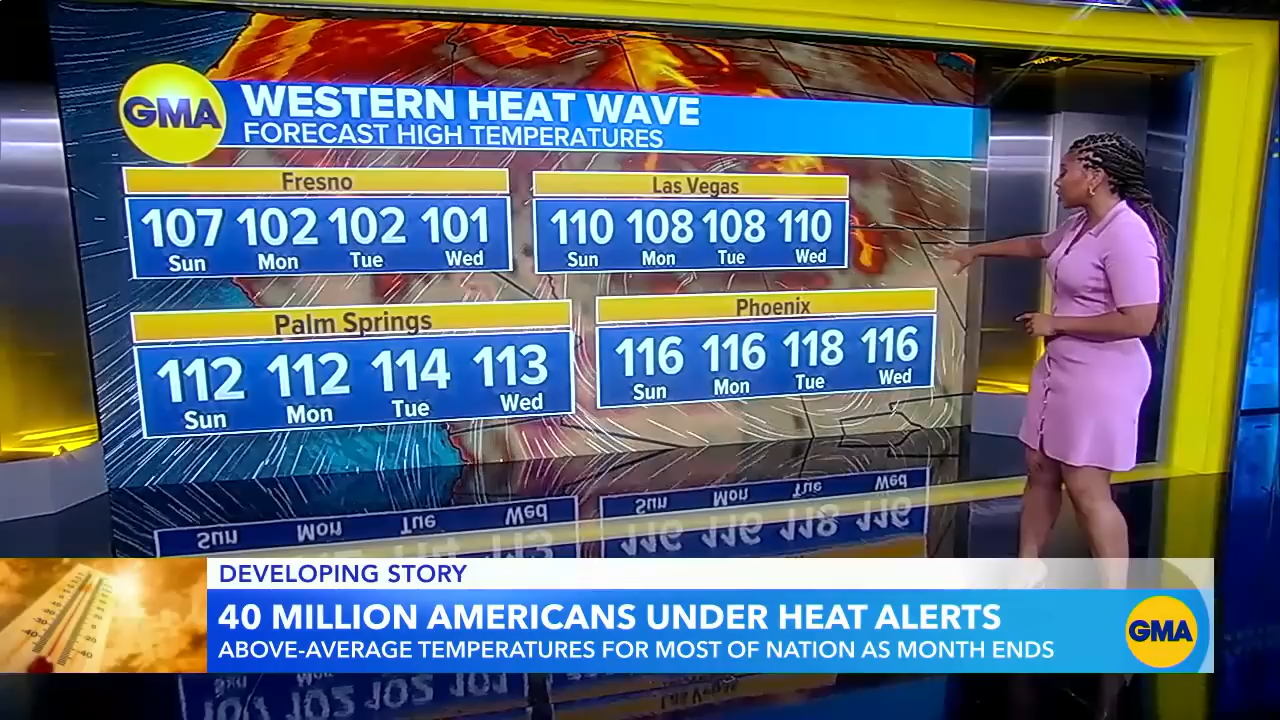 GMA
WESTERN HEAT WAVE
FORECAST HIGH TEMPERATURES
Fresno
107 102 102 101
Sun Mon Tue Wed
Las Vegas
110 108 108 110
Sun Mon Tue Wed
Palm Springs
112 112 114 113
Sun Mon Tue Wed
Phoenix
116 116 118 116
Sun Mon Tue Wed
DEVELOPING STORY
40 MILLION AMERICANS UNDER HEAT ALERTS
ABOVE-AVERAGE TEMPERATURES FOR MOST OF NATION AS MONTH ENDS
GMA